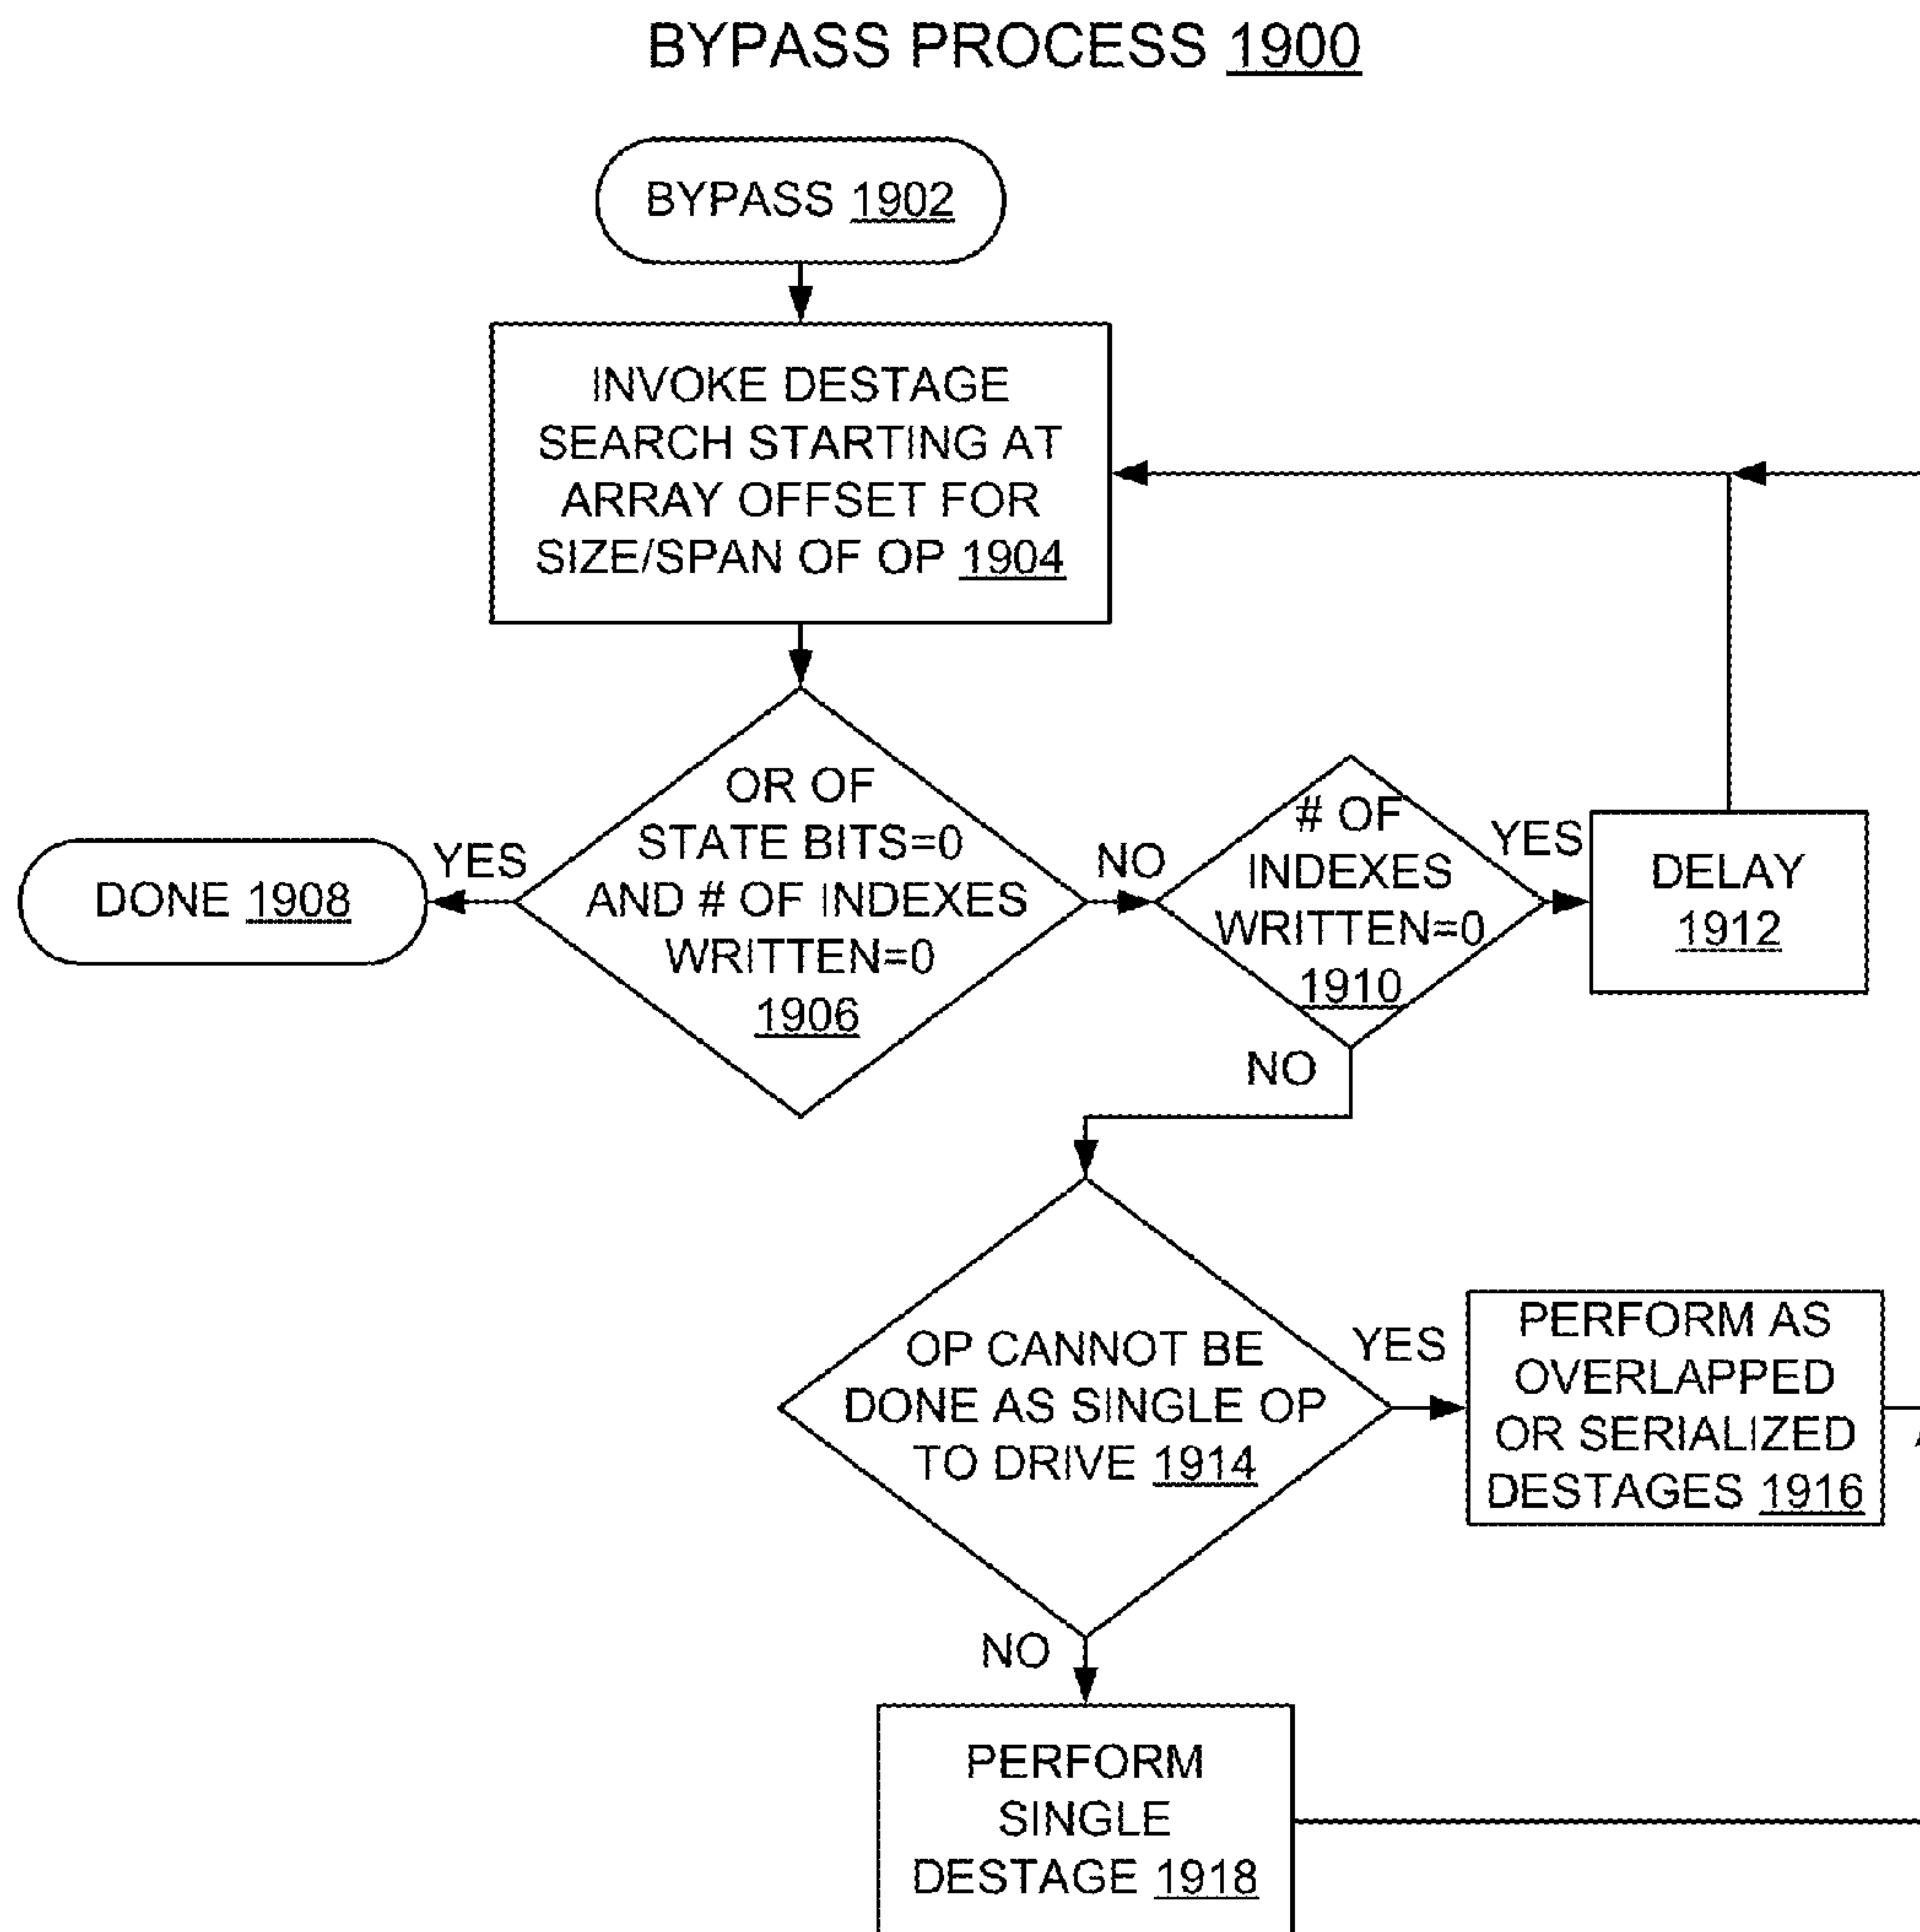 BYPASS PROCESS 1900
BYPASS 1902
INVOKE DESTAGE
SEARCH STARTING AT
ARRAY OFFSET FOR
SIZE/SPAN OF OP 1904
OR OF
STATE BITS=0
AND # OF INDEXES
WRITTEN=0
1906
YES
DONE 1908
NO
# OF
INDEXES
WRITTEN=0
1910
YES
DELAY
1912
NO
OP CANNOT BE
DONE AS SINGLE OP
TO DRIVE 1914
YES
PERFORM AS
OVERLAPPED
OR SERIALIZED
DESTAGES 1916
NO
PERFORM
SINGLE
DESTAGE 1918